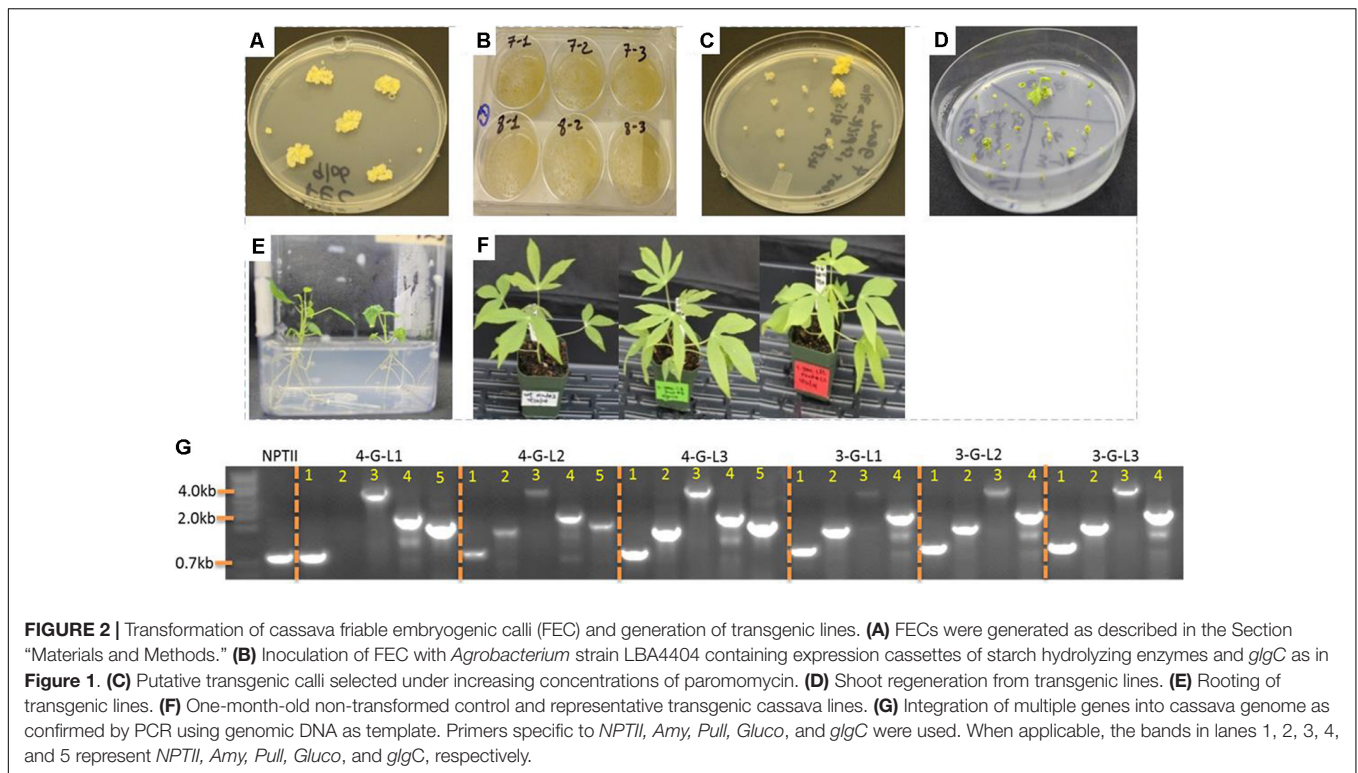 A
B
C
D
7-1 7-2 7-3
8-1 8-2 8-3
E
F
G
NPTII 4-G-L1 4-G-L2 4-G-L3 3-G-L1 3-G-L2 3-G-L3
1 2 3 4 5 1 2 3 4 5 1 2 3 4 5 1 2 3 4 1 2 3 4 1 2 3 4
4.0kb
2.0kb
0.7kb
FIGURE 2 | Transformation of cassava friable embryogenic calli (FEC) and generation of transgenic lines. (A) FECs were generated as described in the Section
“Materials and Methods.” (B) Inoculation of FEC with Agrobacterium strain LBA4404 containing expression cassettes of starch hydrolyzing enzymes and glgC as in
Figure 1. (C) Putative transgenic calli selected under increasing concentrations of paromomycin. (D) Shoot regeneration from transgenic lines. (E) Rooting of
transgenic lines. (F) One-month-old non-transformed control and representative transgenic cassava lines. (G) Integration of multiple genes into cassava genome as
confirmed by PCR using genomic DNA as template. Primers specific to NPTII, Amy, Pull, Gluco, and glgC were used. When applicable, the bands in lanes 1, 2, 3, 4,
and 5 represent NPTII, Amy, Pull, Gluco, and glgC, respectively.